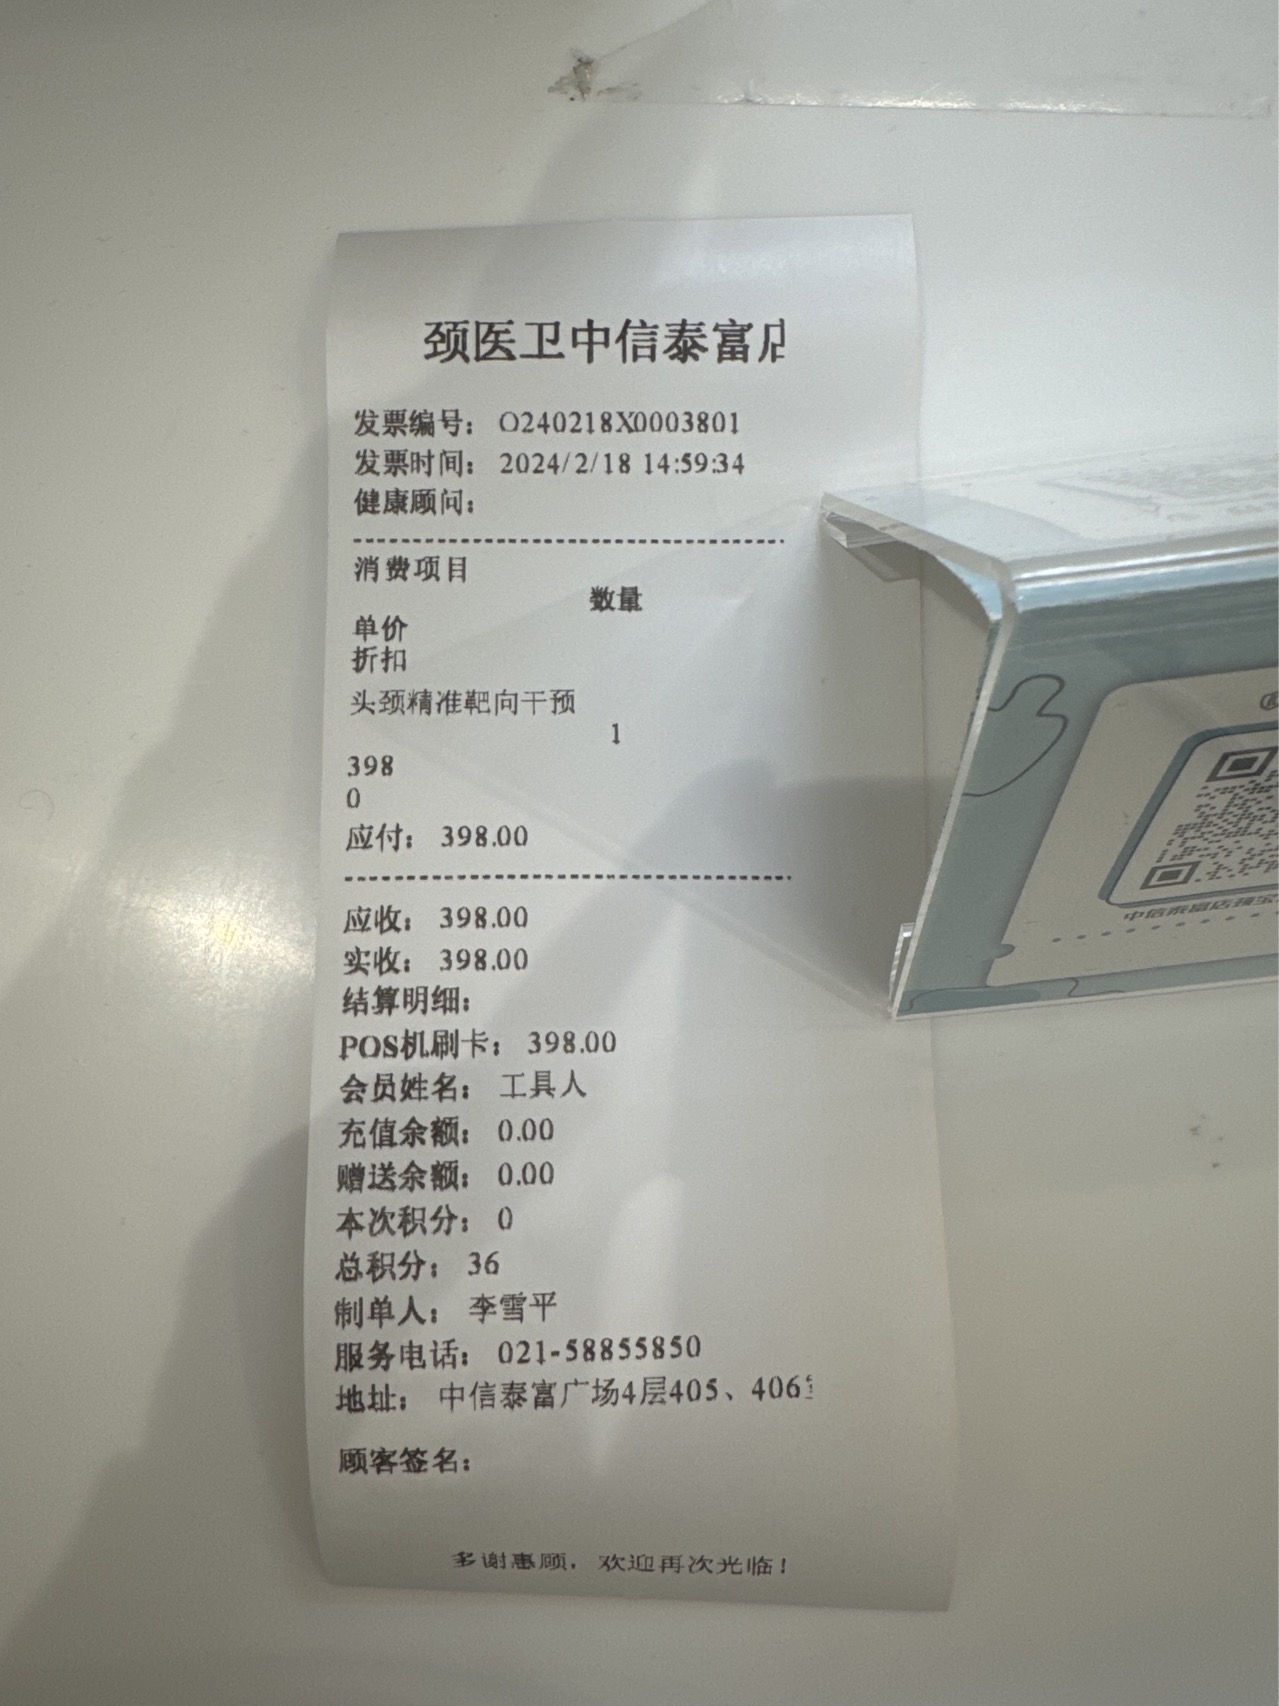 颈医卫中信泰富店
发票编号： O240218X0003801
发票时间： 2024/2/18 14:59:34
健康顾问：
消费项目
数量
单价
折扣
头颈精准靶向干预
1
398
0
应付： 398.00
应收： 398.00
实收： 398.00
结算明细：
POS机刷卡： 398.00
会员姓名： 工具人
充值余额： 0.00
赠送余额： 0.00
本次积分： 0
总积分： 36
制单人： 李雪平
服务电话： 021-58855850
地址： 中信泰富广场4层405、406
顾客签名：
多谢惠顾，欢迎再次光临！
中信泰富店颈宝